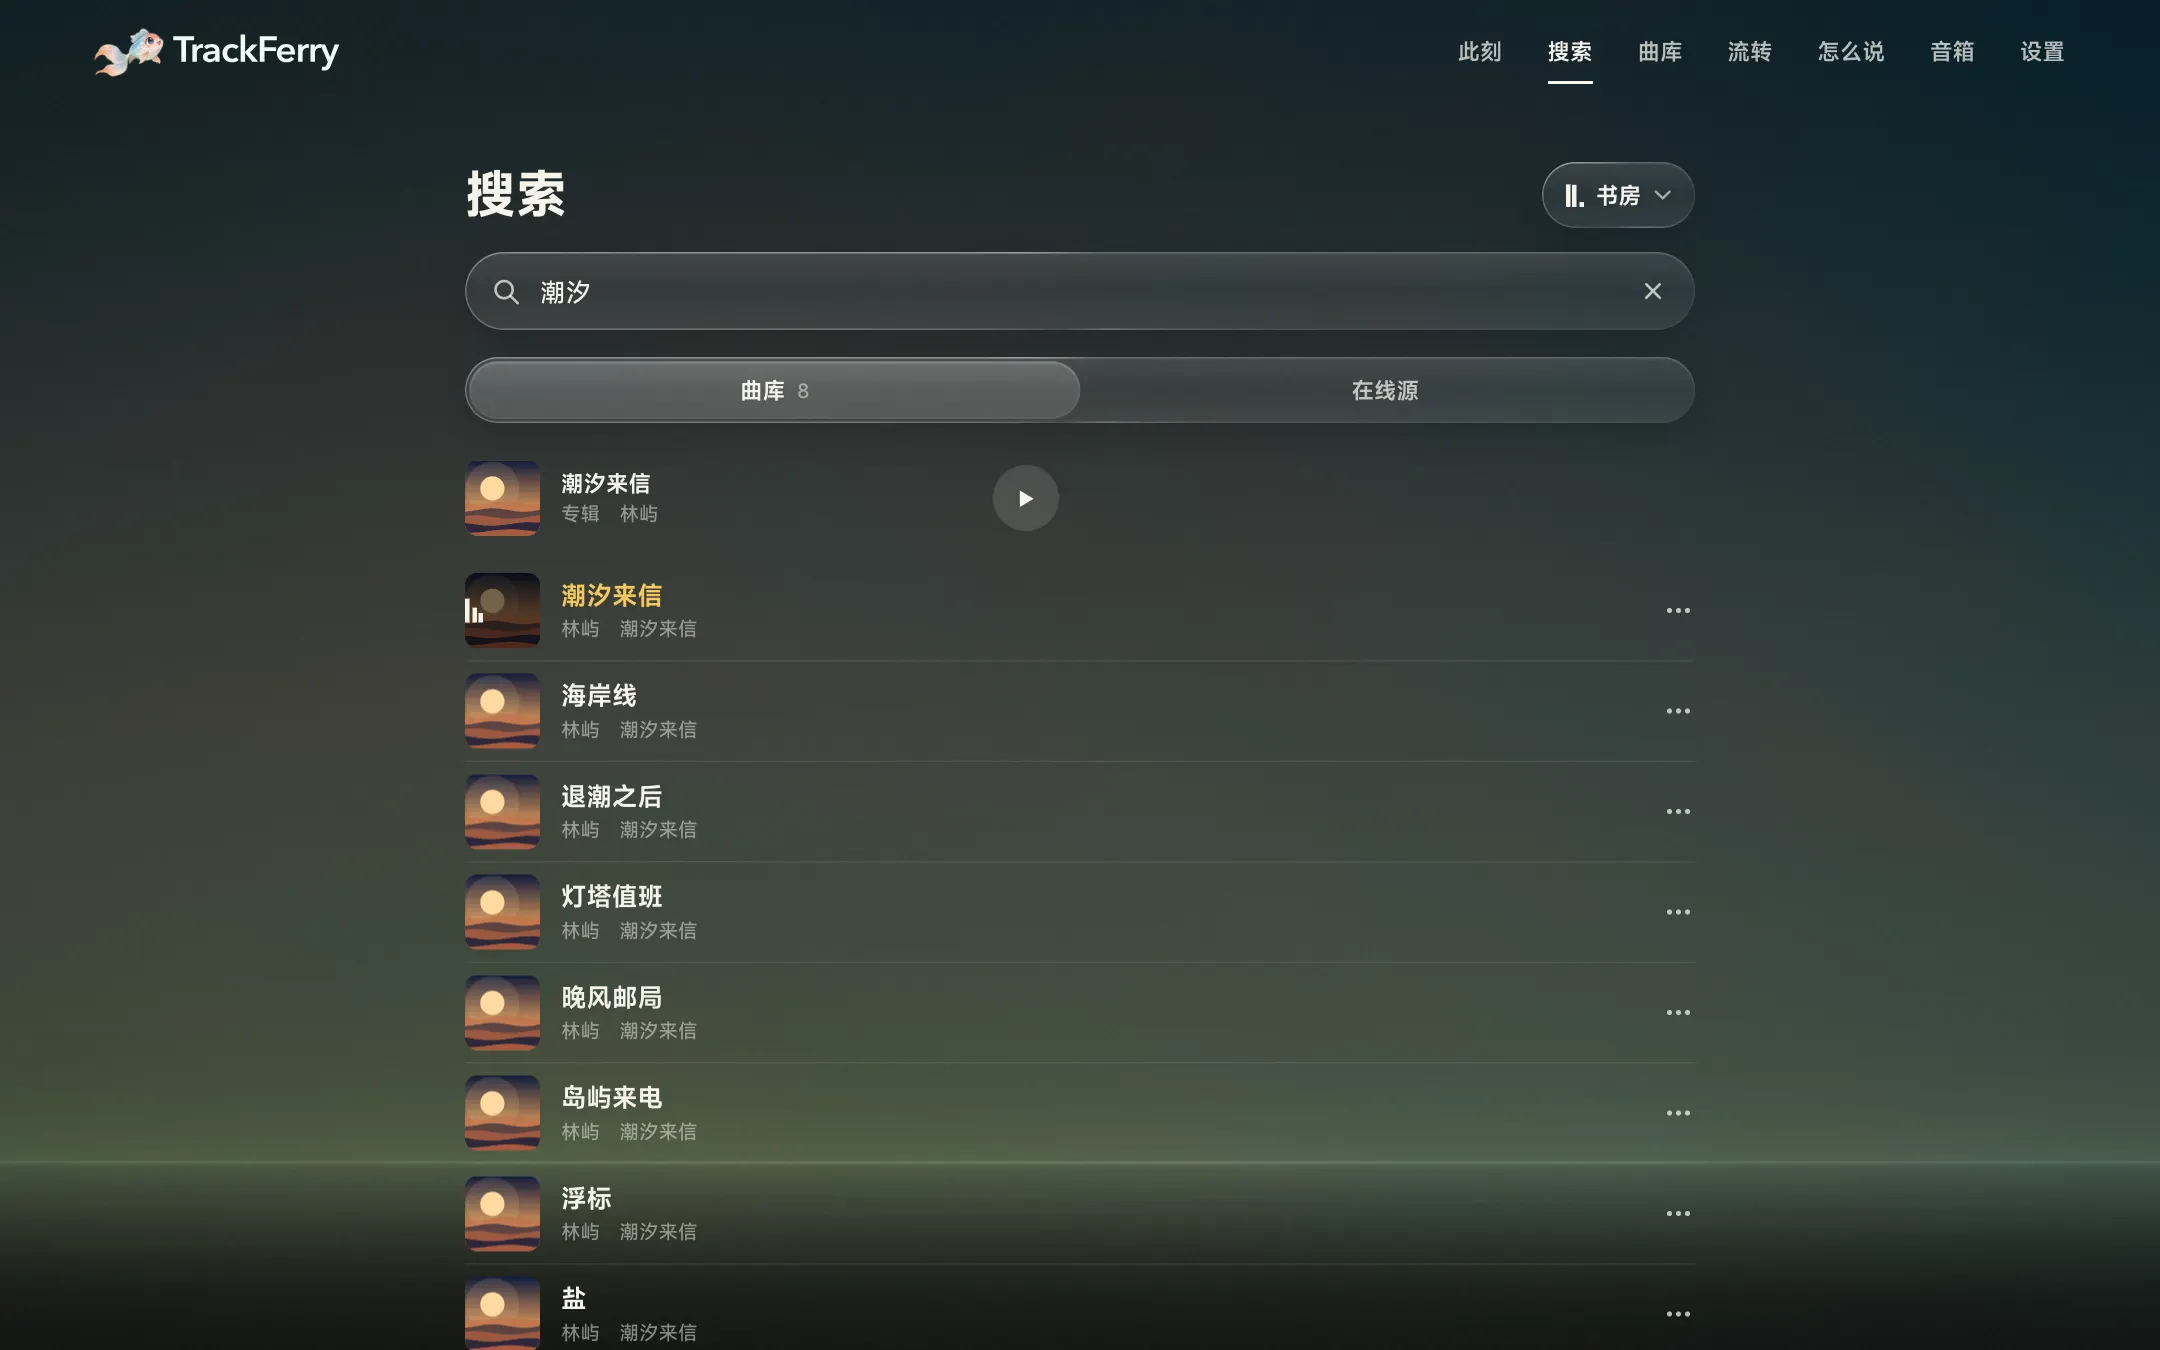 TrackFerry
此刻 搜索 曲库 流转 怎么说 音箱 设置
搜索
书房
潮汐
曲库 8
在线源
潮汐来信
专辑 林屿
潮汐来信
林屿 潮汐来信
海岸线
林屿 潮汐来信
退潮之后
林屿 潮汐来信
灯塔值班
林屿 潮汐来信
晚风邮局
林屿 潮汐来信
岛屿来电
林屿 潮汐来信
浮标
林屿 潮汐来信
盐
林屿 潮汐来信